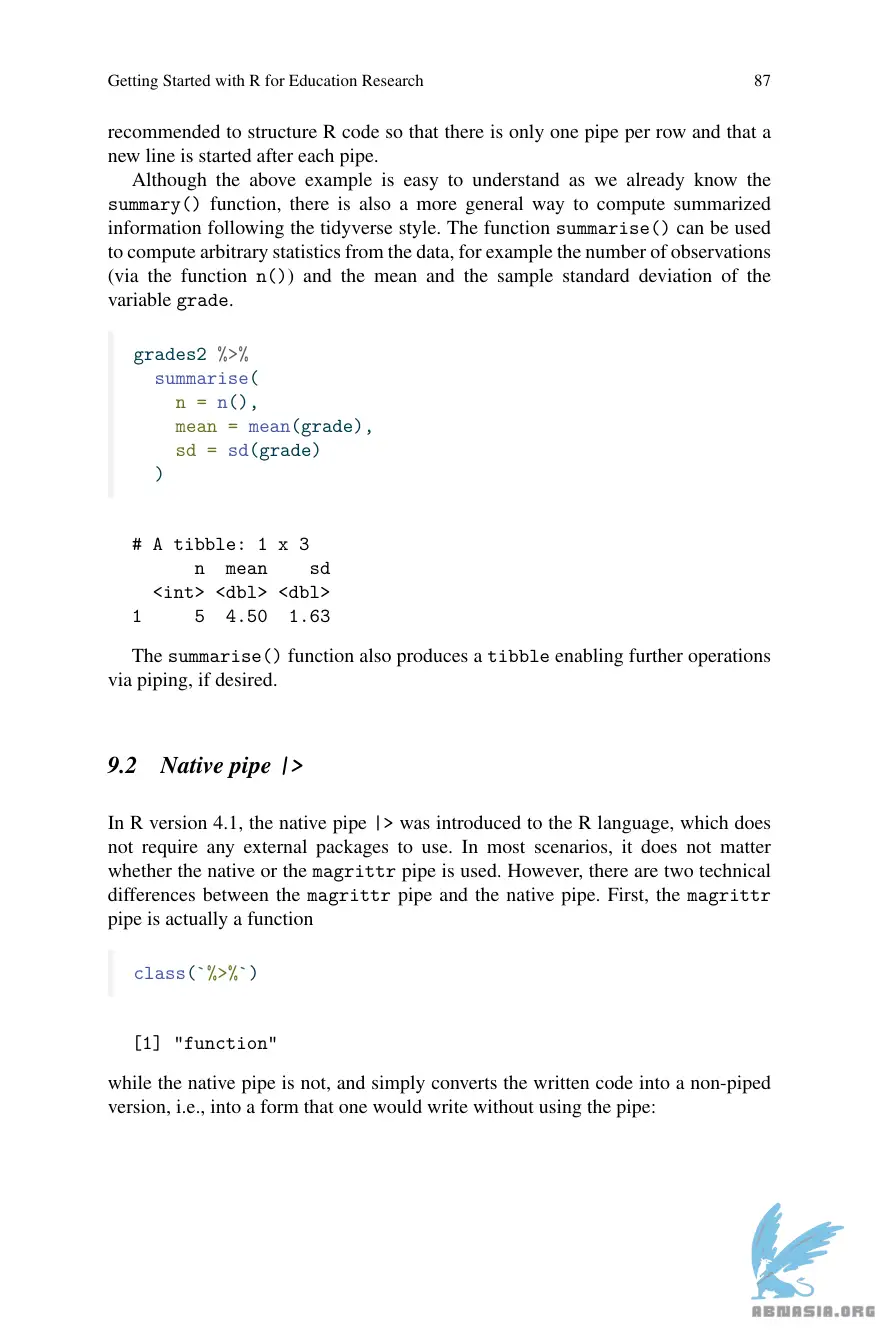 Getting Started with R for Education Research 87
recommended to structure R code so that there is only one pipe per row and that a
new line is started after each pipe.
Although the above example is easy to understand as we already know the
summary() function, there is also a more general way to compute summarized
information following the tidyverse style. The function summarise() can be used
to compute arbitrary statistics from the data, for example the number of observations
(via the function n()) and the mean and the sample standard deviation of the
variable grade.
grades2 %>%
  summarise(
    n = n(),
    mean = mean(grade),
    sd = sd(grade)
  )
# A tibble: 1 x 3
      n  mean    sd
  <int> <dbl> <dbl>
1     5  4.50  1.63
The summarise() function also produces a tibble enabling further operations
via piping, if desired.
9.2 Native pipe |>
In R version 4.1, the native pipe |> was introduced to the R language, which does
not require any external packages to use. In most scenarios, it does not matter
whether the native or the magrittr pipe is used. However, there are two technical
differences between the magrittr pipe and the native pipe. First, the magrittr
pipe is actually a function
class(`%>%`)
[1] "function"
while the native pipe is not, and simply converts the written code into a non-piped
version, i.e., into a form that one would write without using the pipe:
ABMASIA.ORG